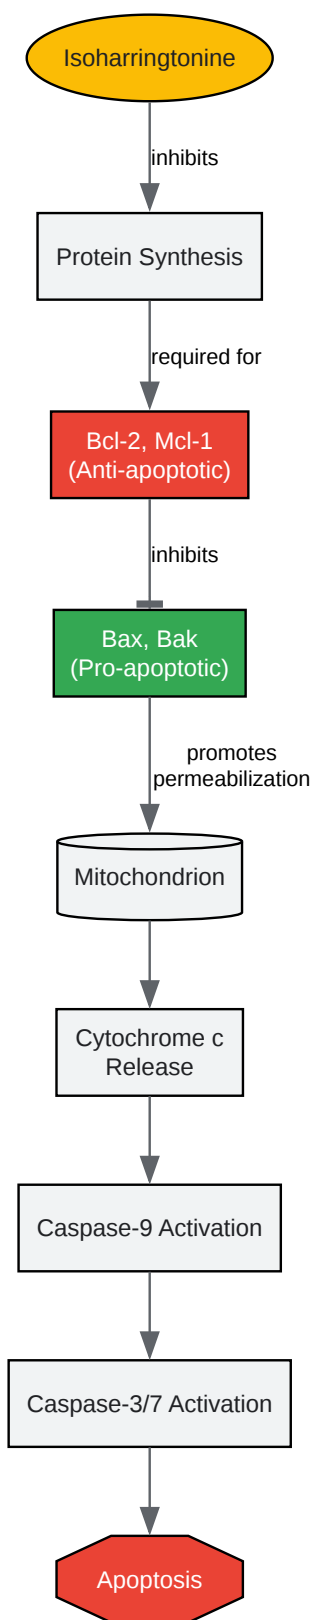 Isoharringtonine
inhibits
Protein Synthesis
required for
Bcl-2, Mcl-1
(Anti-apoptotic)
inhibits
Bax, Bak
(Pro-apoptotic)
promotes
permeabilization
Mitochondrion
Cytochrome c
Release
Caspase-9 Activation
Caspase-3/7 Activation
Apoptosis